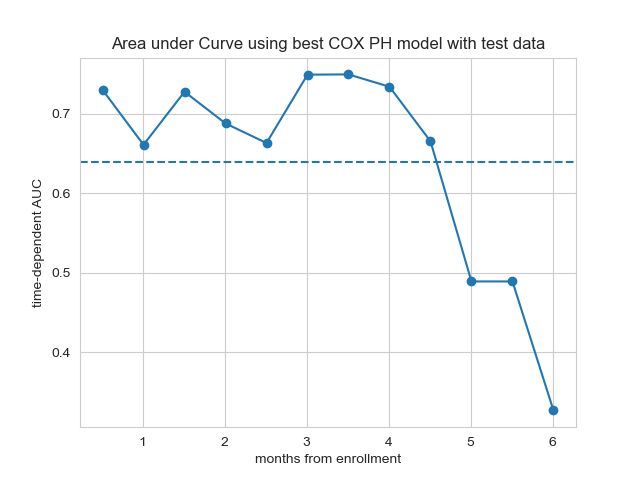 Area under Curve using best COX PH model with test data
time-dependent AUC
0.7
0.6
0.5
0.4
1 2 3 4 5 6
months from enrollment